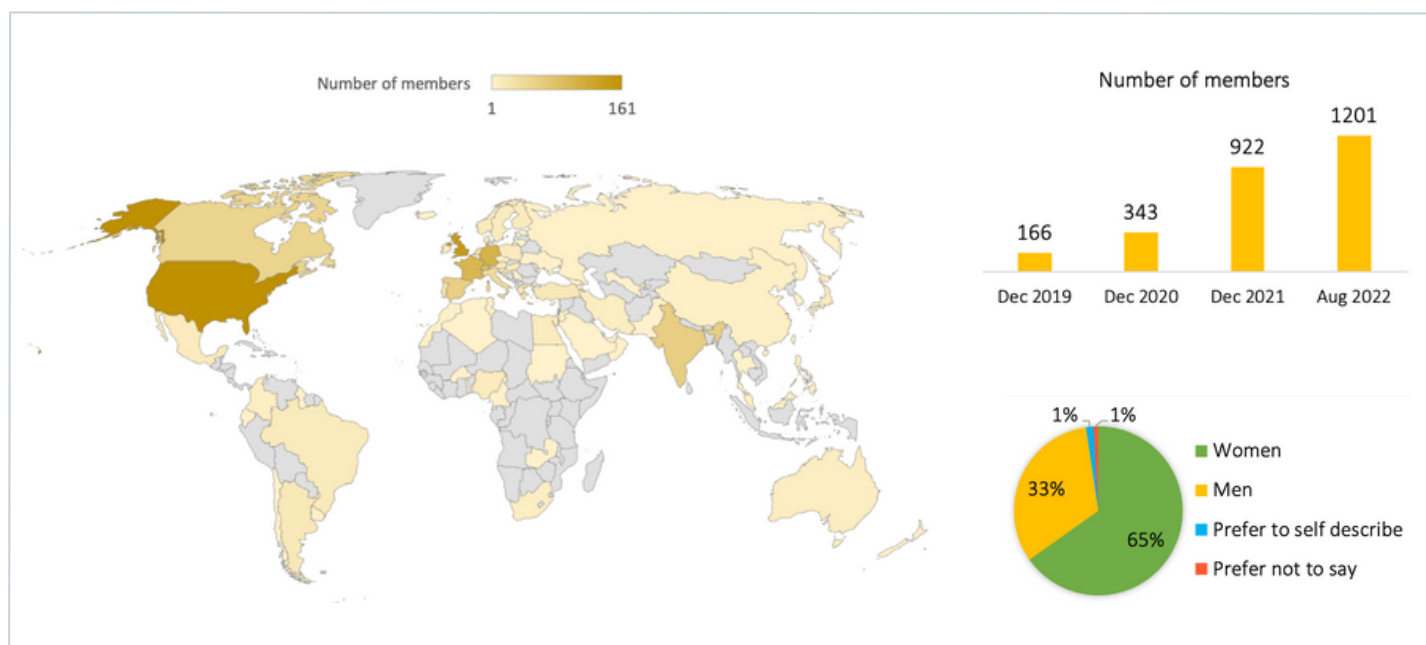 Number of members
1 161
Number of members
166 343 922 1201
Dec 2019 Dec 2020 Dec 2021 Aug 2022
1% 1%
33%
65%
Women
Men
Prefer to self describe
Prefer not to say